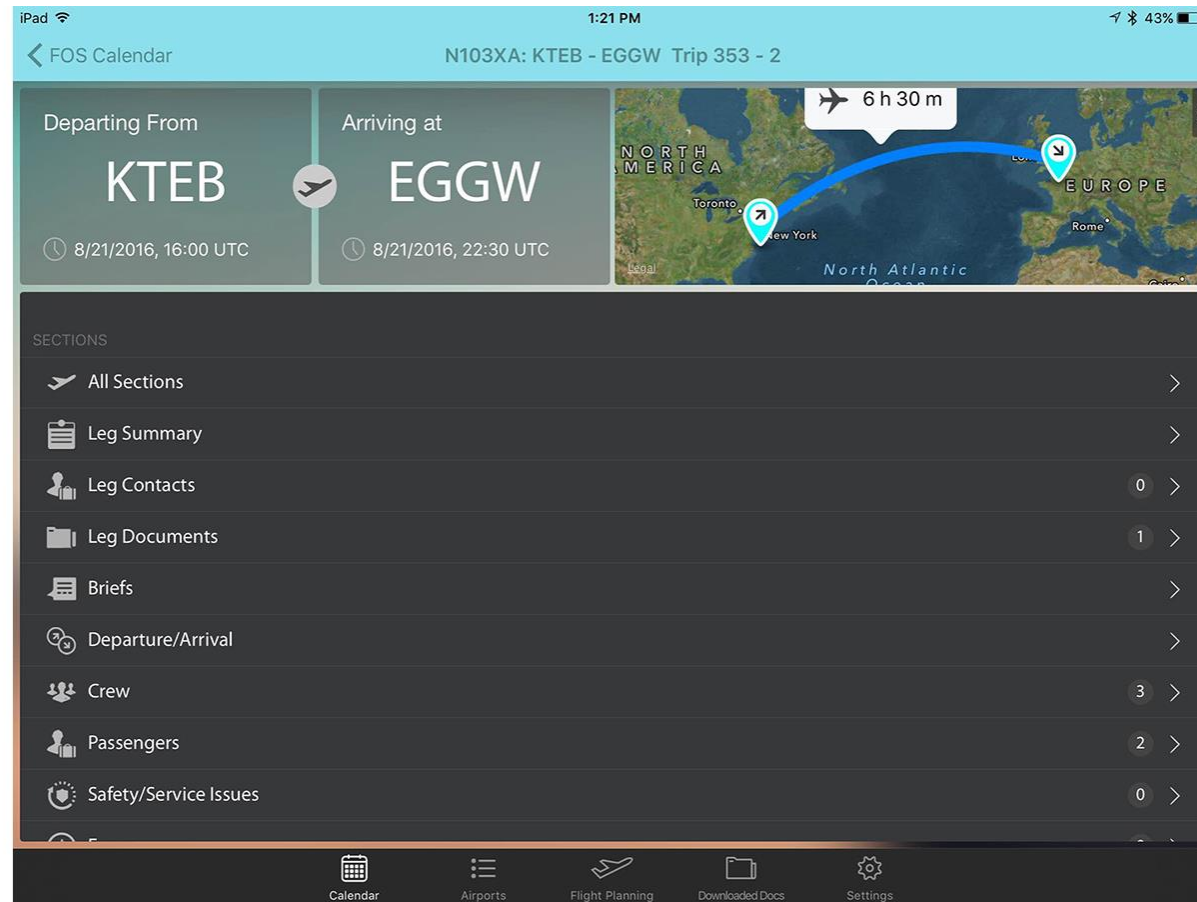 iPad 1:21 PM 43%
FOS Calendar N103XA: KTEB - EGGW Trip 353 - 2
Departing From
KTEB
8/21/2016, 16:00 UTC
Arriving at
EGGW
8/21/2016, 22:30 UTC
6 h 30 m
NORTH
AMERICA
Toronto
New York
EUROPE
Rome
North Atlantic
Ocean
Legal
SECTIONS
All Sections
Leg Summary
Leg Contacts 0
Leg Documents 1
Briefs
Departure/Arrival
Crew 3
Passengers 2
Safety/Service Issues 0
Calendar Airports Flight Planning Downloaded Docs Settings